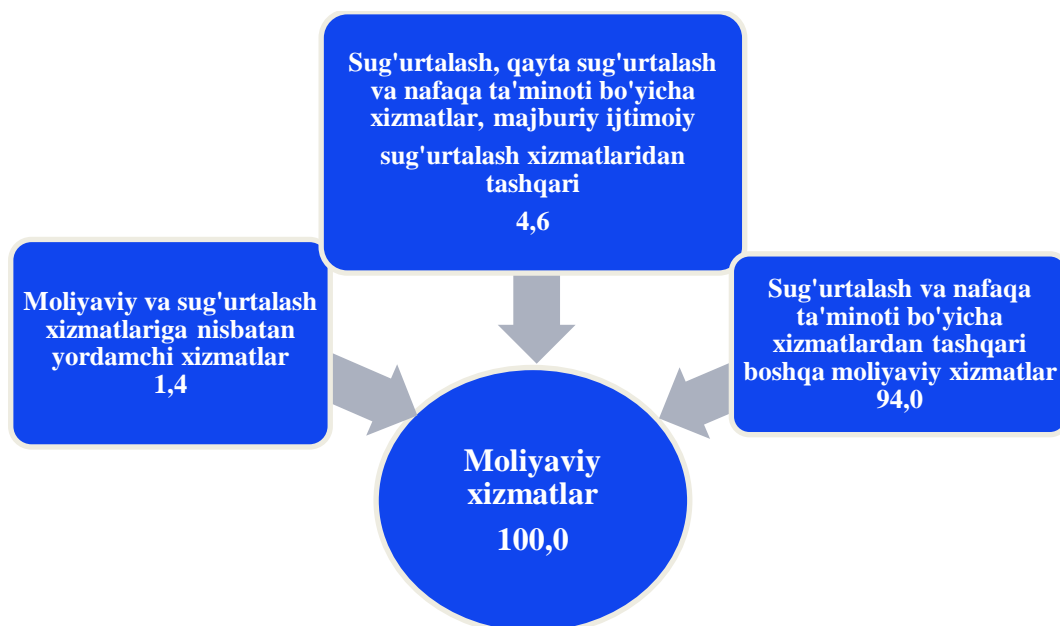 Sug'urtalash, qayta sug'urtalash
va nafaqa ta'minoti bo'yicha
xizmatlar, majburiy ijtimoiy
sug'urtalash xizmatlaridan
tashqari
4,6
Moliyaviy va sug'urtalash
xizmatlariga nisbatan
yordamchi xizmatlar
1,4
Sug'urtalash va nafaqa
ta'minoti bo'yicha
xizmatlardan tashqari
boshqa moliyaviy xizmatlar
94,0
Moliyaviy
xizmatlar
100,0